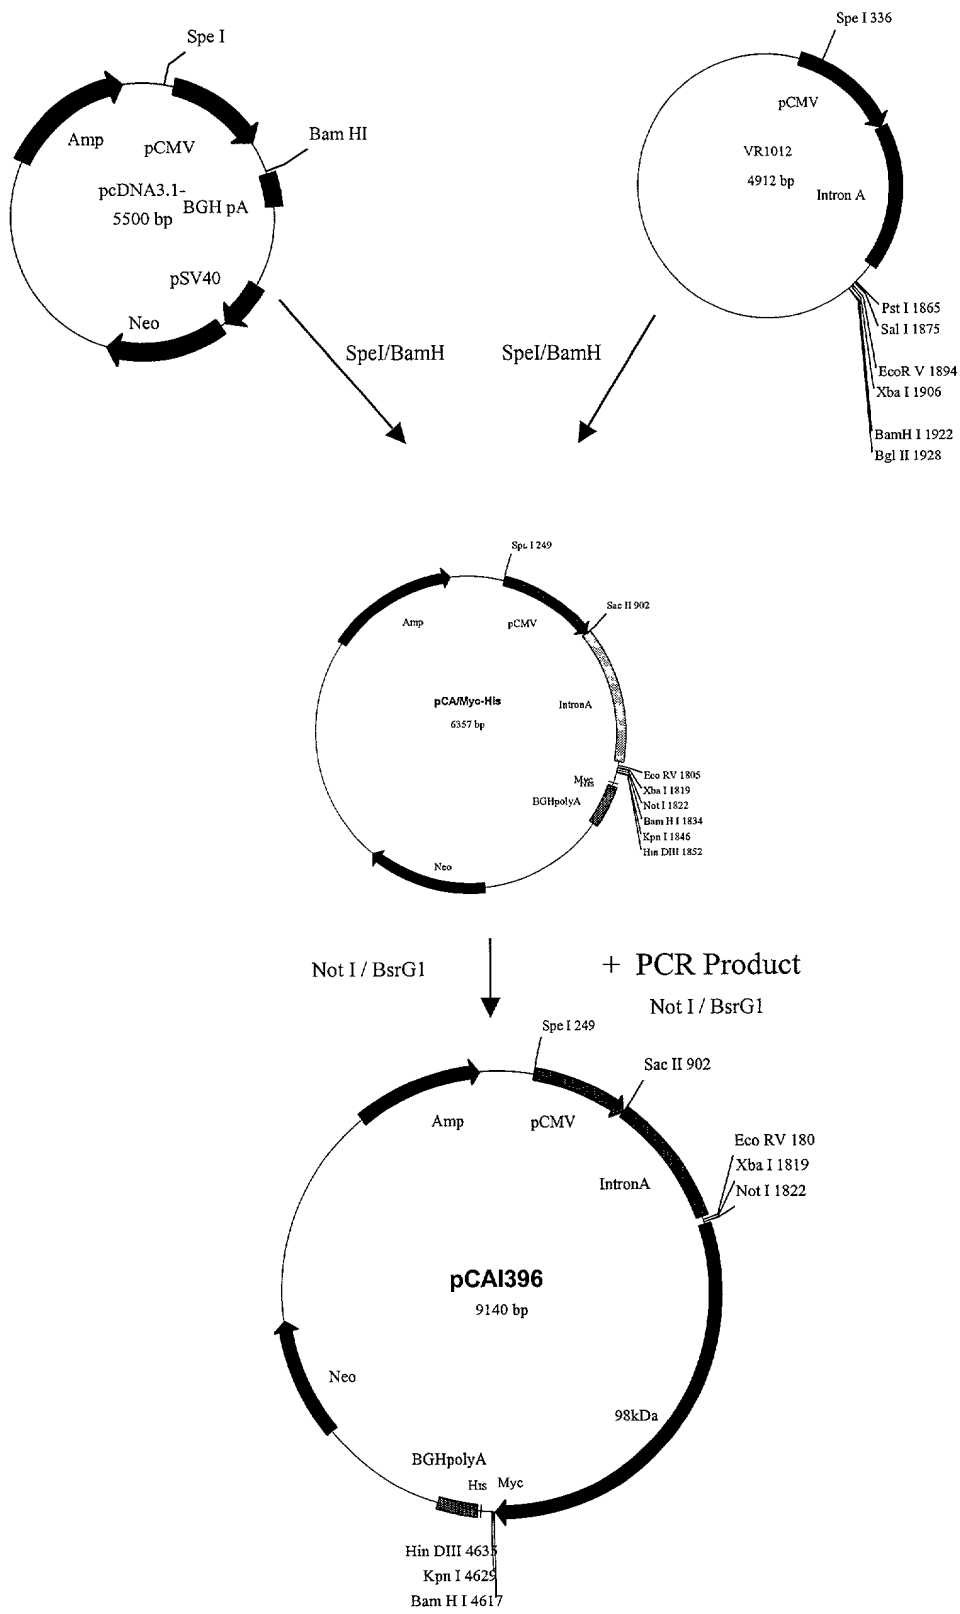 Spe I
Amp
pCMV
Bam HI
pcDNA3.1-
5500 bp
BGH pA
pSV40
Neo
Spe I 336
pCMV
VR1012
4912 bp
Intron A
Pst I 1865
Sal I 1875
EcoR V 1894
Xba I 1906
BamH I 1922
Bgl II 1928
SpeI/BamH
SpeI/BamH
Spe I 249
Sac II 902
Amp
pCMV
pCA/Myc-His
6357 bp
IntronA
Eco RV 1805
Xba I 1819
Not I 1822
Bam H I 1834
Kpn I 1846
Hin DIII 1852
Myc
His
BGHpolyA
Neo
Not I / BsrG1
+ PCR Product
Not I / BsrG1
Spe I 249
Sac II 902
Amp
pCMV
Eco RV 180
Xba I 1819
Not I 1822
IntronA
pCAI396
9140 bp
Neo
98kDa
BGHpolyA
His
Myc
Hin DIII 4635
Kpn I 4629
Bam H I 4617